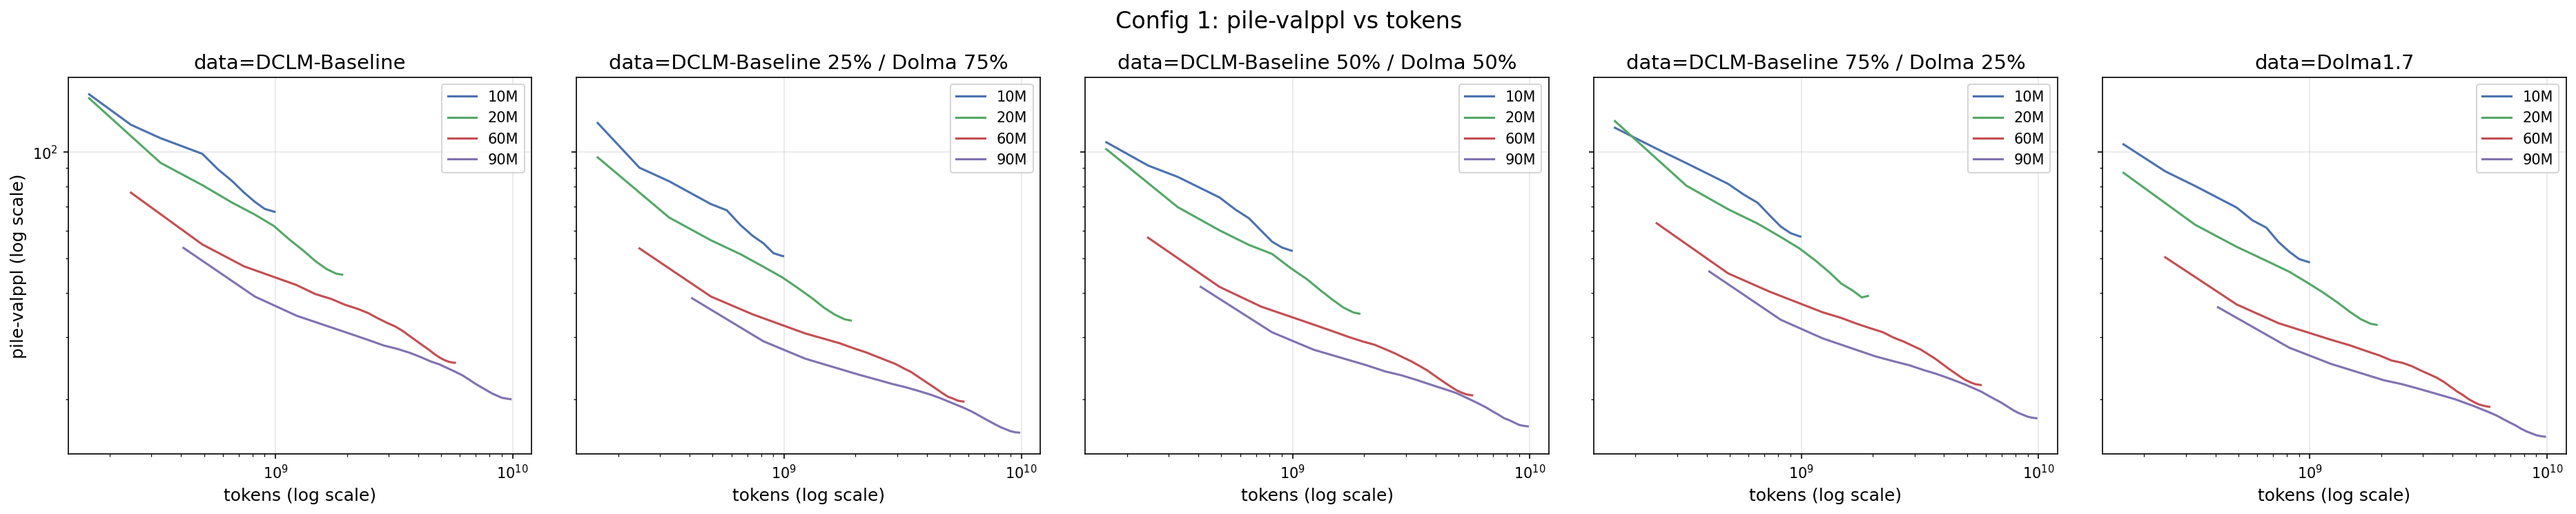 Config 1: pile-valppl vs tokens
data=DCLM-Baseline
10M
20M
60M
90M
10²
pile-valppl (log scale)
10⁹
10¹⁰
tokens (log scale)
data=DCLM-Baseline 25% / Dolma 75%
10M
20M
60M
90M
10⁹
10¹⁰
tokens (log scale)
data=DCLM-Baseline 50% / Dolma 50%
10M
20M
60M
90M
10⁹
10¹⁰
tokens (log scale)
data=DCLM-Baseline 75% / Dolma 25%
10M
20M
60M
90M
10⁹
10¹⁰
tokens (log scale)
data=Dolma1.7
10M
20M
60M
90M
10⁹
10¹⁰
tokens (log scale)